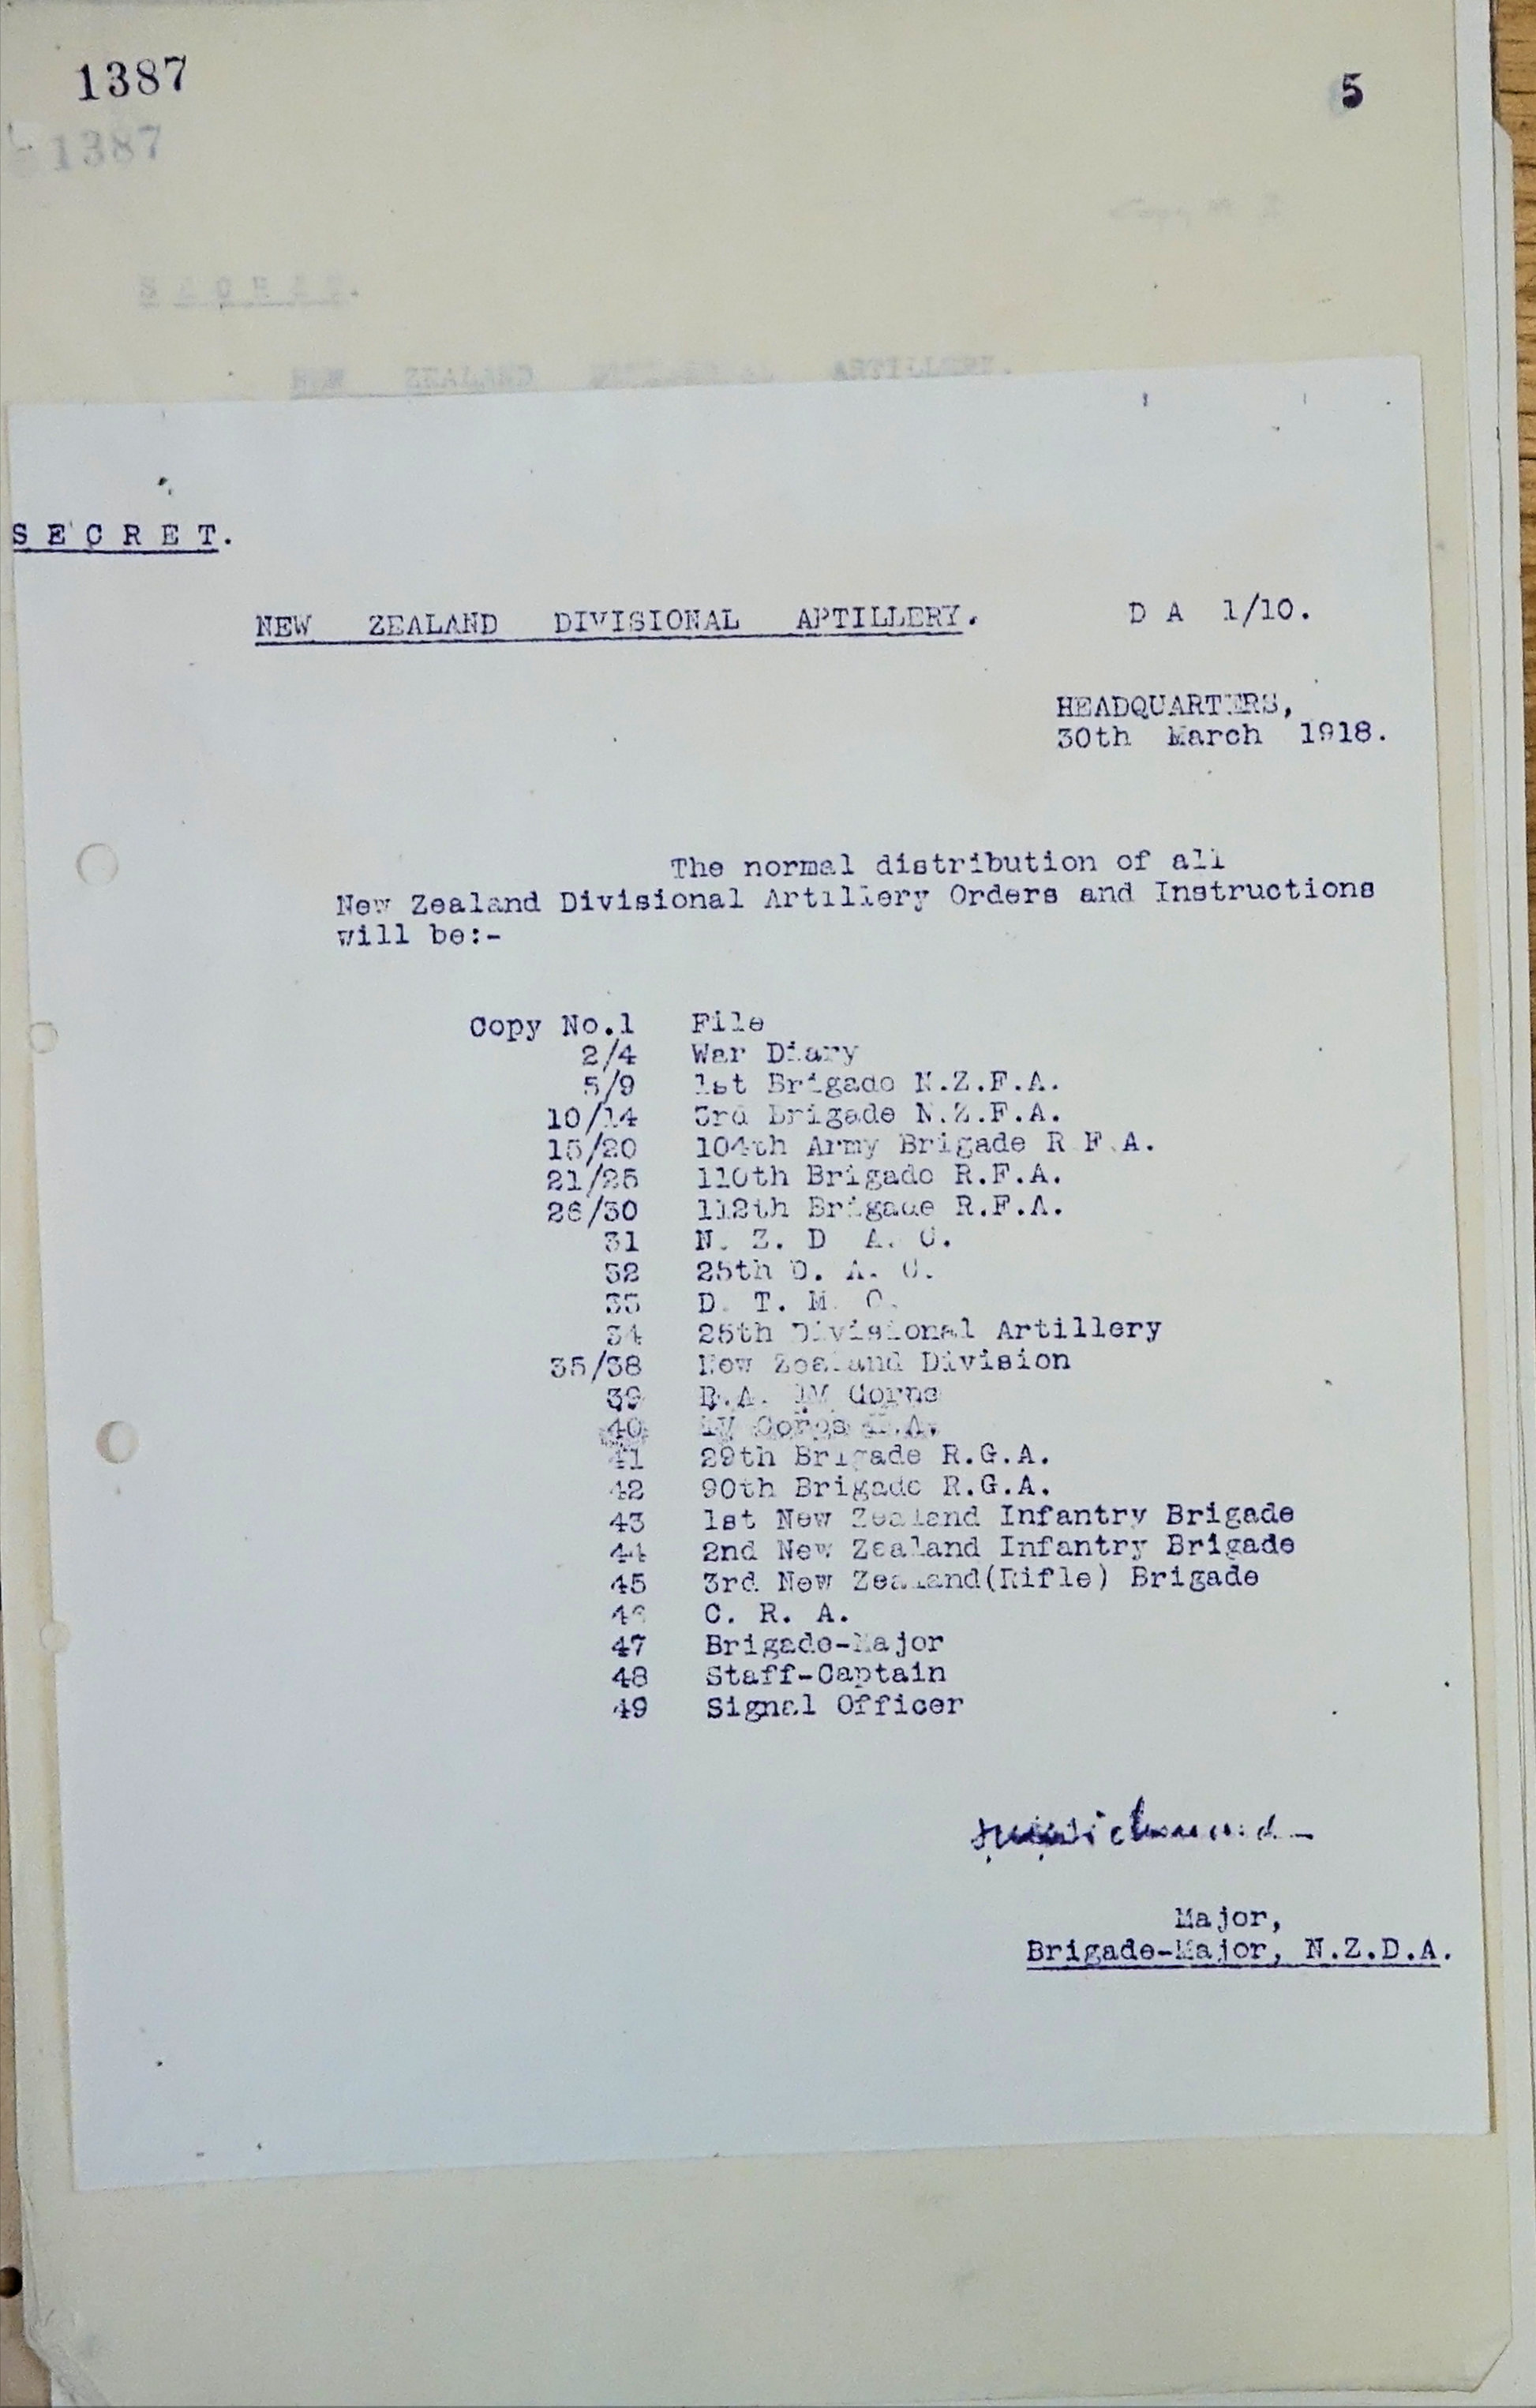 1387
5
1387
SECRET.
NEW ZEALAND ARTILLERY.
SECRET.
NEW ZEALAND DIVISIONAL ARTILLERY. D A 1/10.
HEADQUARTERS,
30th March 1918.
The normal distribution of all
New Zealand Divisional Artillery Orders and Instructions
will be:-
Copy No.1 File
2/4 War Diary
5/9 1st Brigade N.Z.F.A.
10/14 3rd Brigade N.Z.F.A.
15/20 104th Army Brigade R F.A.
21/25 110th Brigade R.F.A.
26/30 112th Brigade R.F.A.
31 N. Z. D A. C.
32 25th D. A. C.
33 D. T. M. O.
34 25th Divisional Artillery
35/38 New Zealand Division
39 R.A. IV Corps
40 IV Corps H.A.
41 29th Brigade R.G.A.
42 90th Brigade R.G.A.
43 1st New Zealand Infantry Brigade
44 2nd New Zealand Infantry Brigade
45 3rd New Zealand(Rifle) Brigade
46 C. R. A.
47 Brigade-Major
48 Staff-Captain
49 Signal Officer
Major,
Brigade-Major, N.Z.D.A.